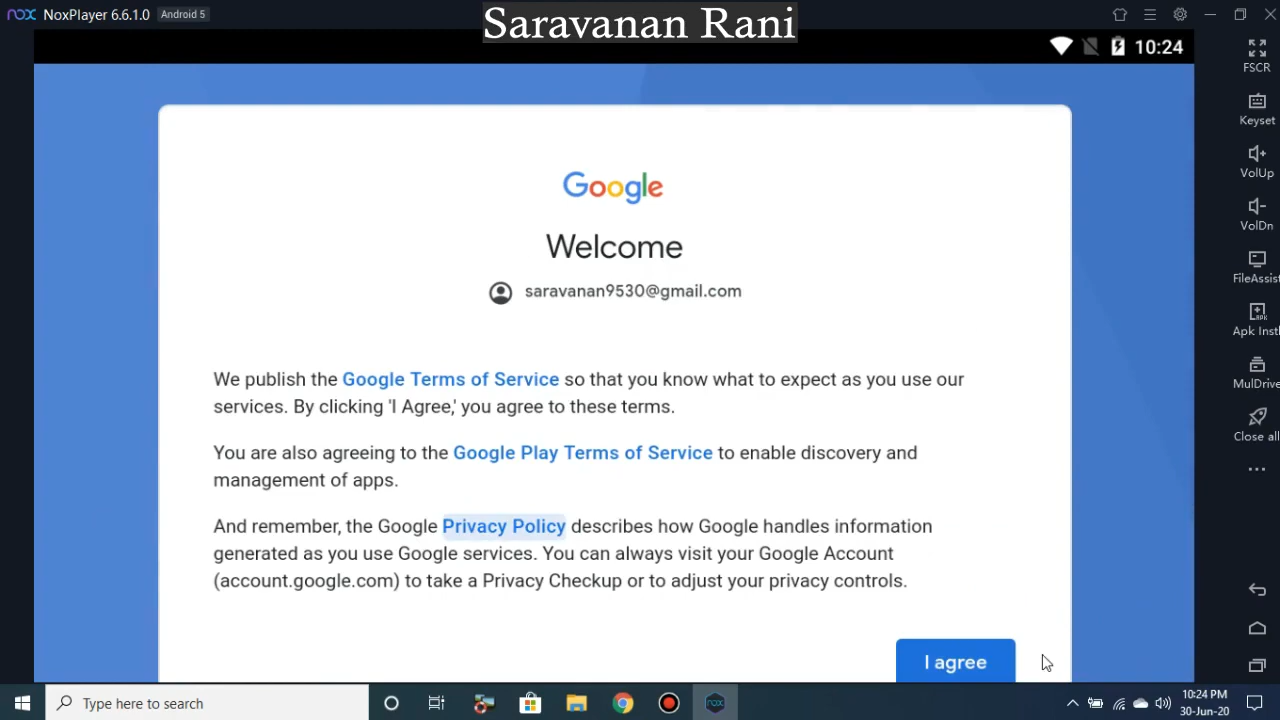 NOX NoxPlayer 6.6.1.0 Android 5
Saravanan Rani
10:24
FSCR
Keyset
VolUp
VolDn
FileAssist
Apk Inst
MulDrive
Close all
Google
Welcome
saravanan9530@gmail.com
We publish the Google Terms of Service so that you know what to expect as you use our
services. By clicking 'I Agree,' you agree to these terms.
You are also agreeing to the Google Play Terms of Service to enable discovery and
management of apps.
And remember, the Google Privacy Policy describes how Google handles information
generated as you use Google services. You can always visit your Google Account
(account.google.com) to take a Privacy Checkup or to adjust your privacy controls.
I agree
Type here to search
nox
10:24 PM
30-Jun-20